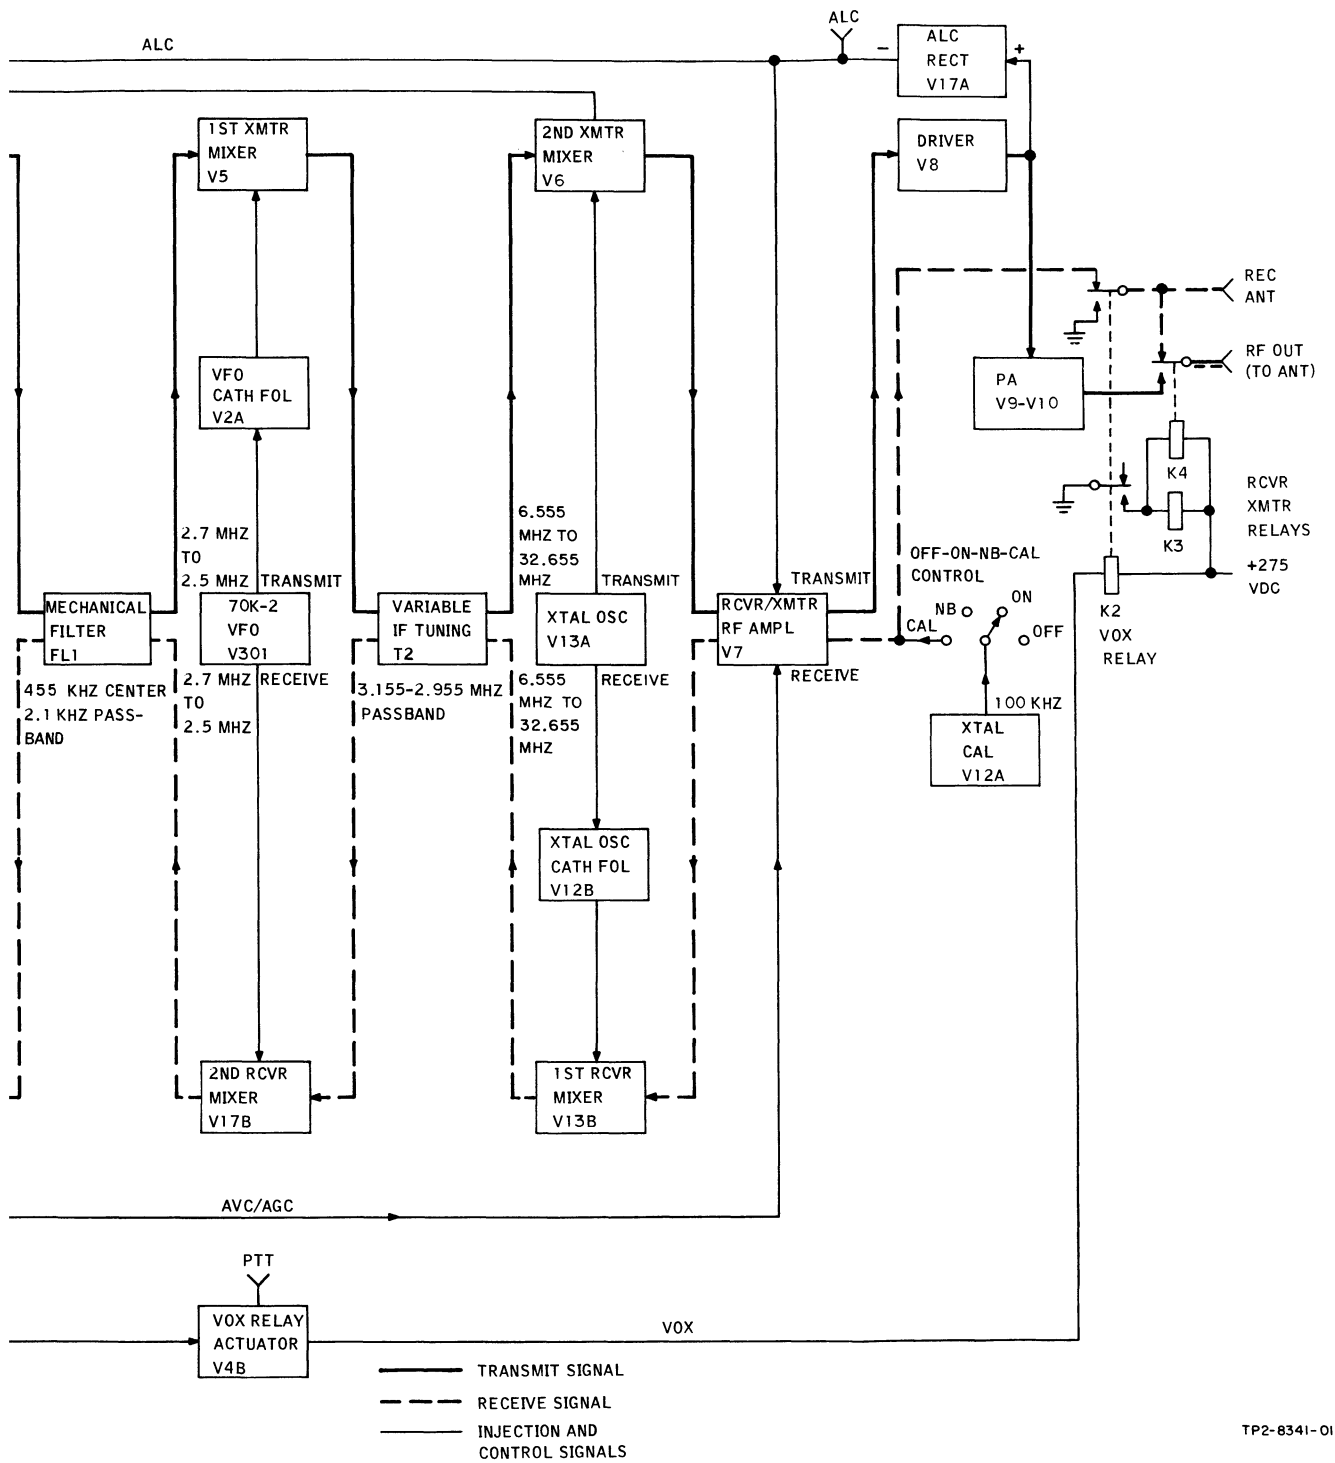 ALC
ALC
−
ALC
RECT
V17A
+
1ST XMTR
MIXER
V5
2ND XMTR
MIXER
V6
DRIVER
V8
REC
ANT
RF OUT
(TO ANT)
VFO
CATH FOL
V2A
PA
V9-V10
K4
K3
RCVR
XMTR
RELAYS
+275
VDC
K2
VOX
RELAY
2.7 MHZ
TO
2.5 MHZ
TRANSMIT
6.555
MHZ TO
32.655
MHZ
TRANSMIT
TRANSMIT
OFF-ON-NB-CAL
CONTROL
NB
ON
CAL
OFF
MECHANICAL
FILTER
FL1
70K-2
VFO
V301
VARIABLE
IF TUNING
T2
XTAL OSC
V13A
RCVR/XMTR
RF AMPL
V7
455 KHZ CENTER
2.1 KHZ PASS-
BAND
2.7 MHZ
TO
2.5 MHZ
RECEIVE
3.155-2.955 MHZ
PASSBAND
6.555
MHZ TO
32.655
MHZ
RECEIVE
RECEIVE
100 KHZ
XTAL
CAL
V12A
XTAL OSC
CATH FOL
V12B
2ND RCVR
MIXER
V17B
1ST RCVR
MIXER
V13B
AVC/AGC
PTT
VOX RELAY
ACTUATOR
V4B
VOX
TRANSMIT SIGNAL
RECEIVE SIGNAL
INJECTION AND
CONTROL SIGNALS
TP2-8341-01